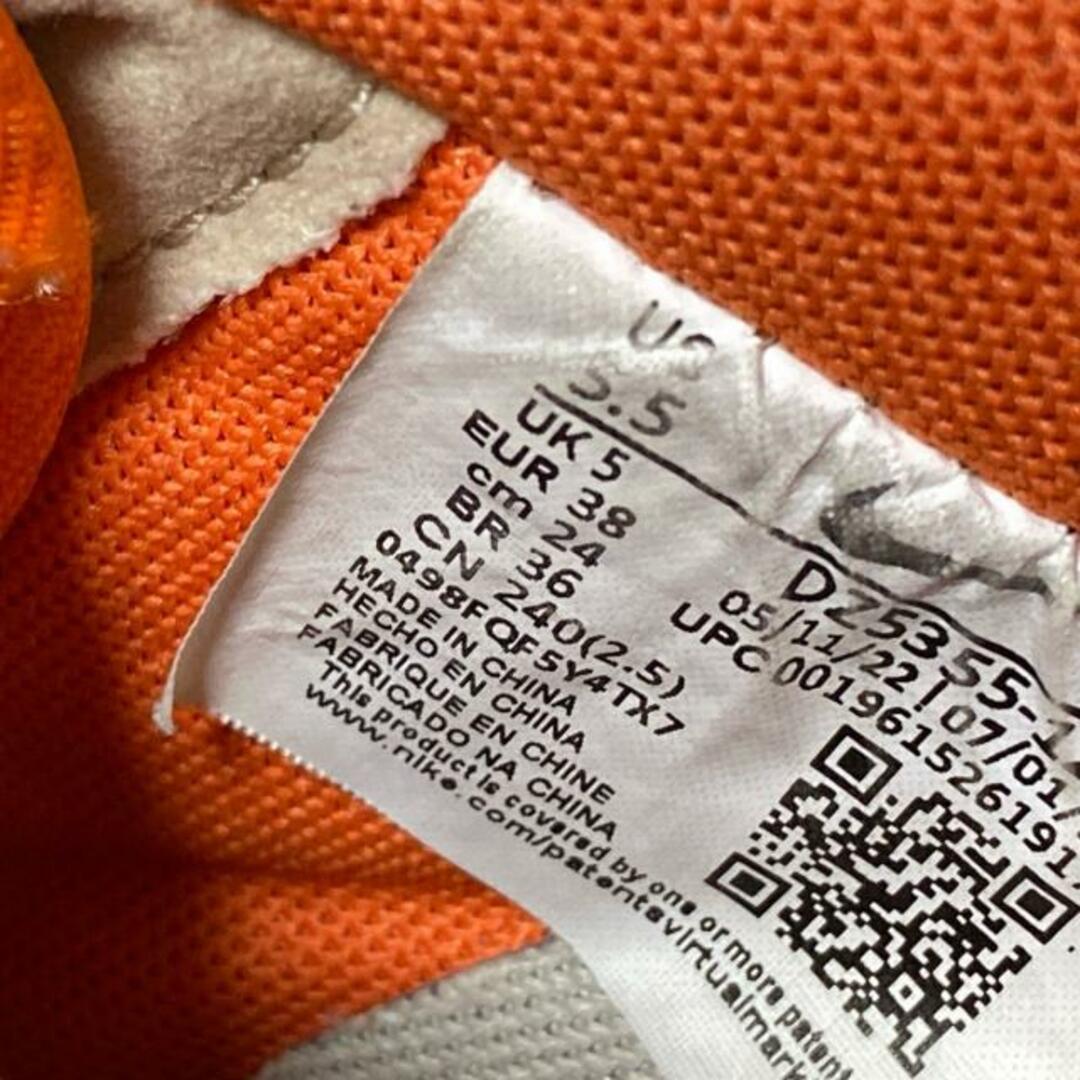 US
5.5
UK 5
EUR 38
cm 24
BR 36
CN 240(2.5)
0498FQF5Y4TX7
MADE IN CHINA
HECHO EN CHINA
FABRIQUE EN CHINE
FABRICADO NA CHINA
This product is covered by one or more patent
www.nike.com/patentsvirtualmark
DZ5355-
05/11/22 | 07/01/
UPC 00196152619